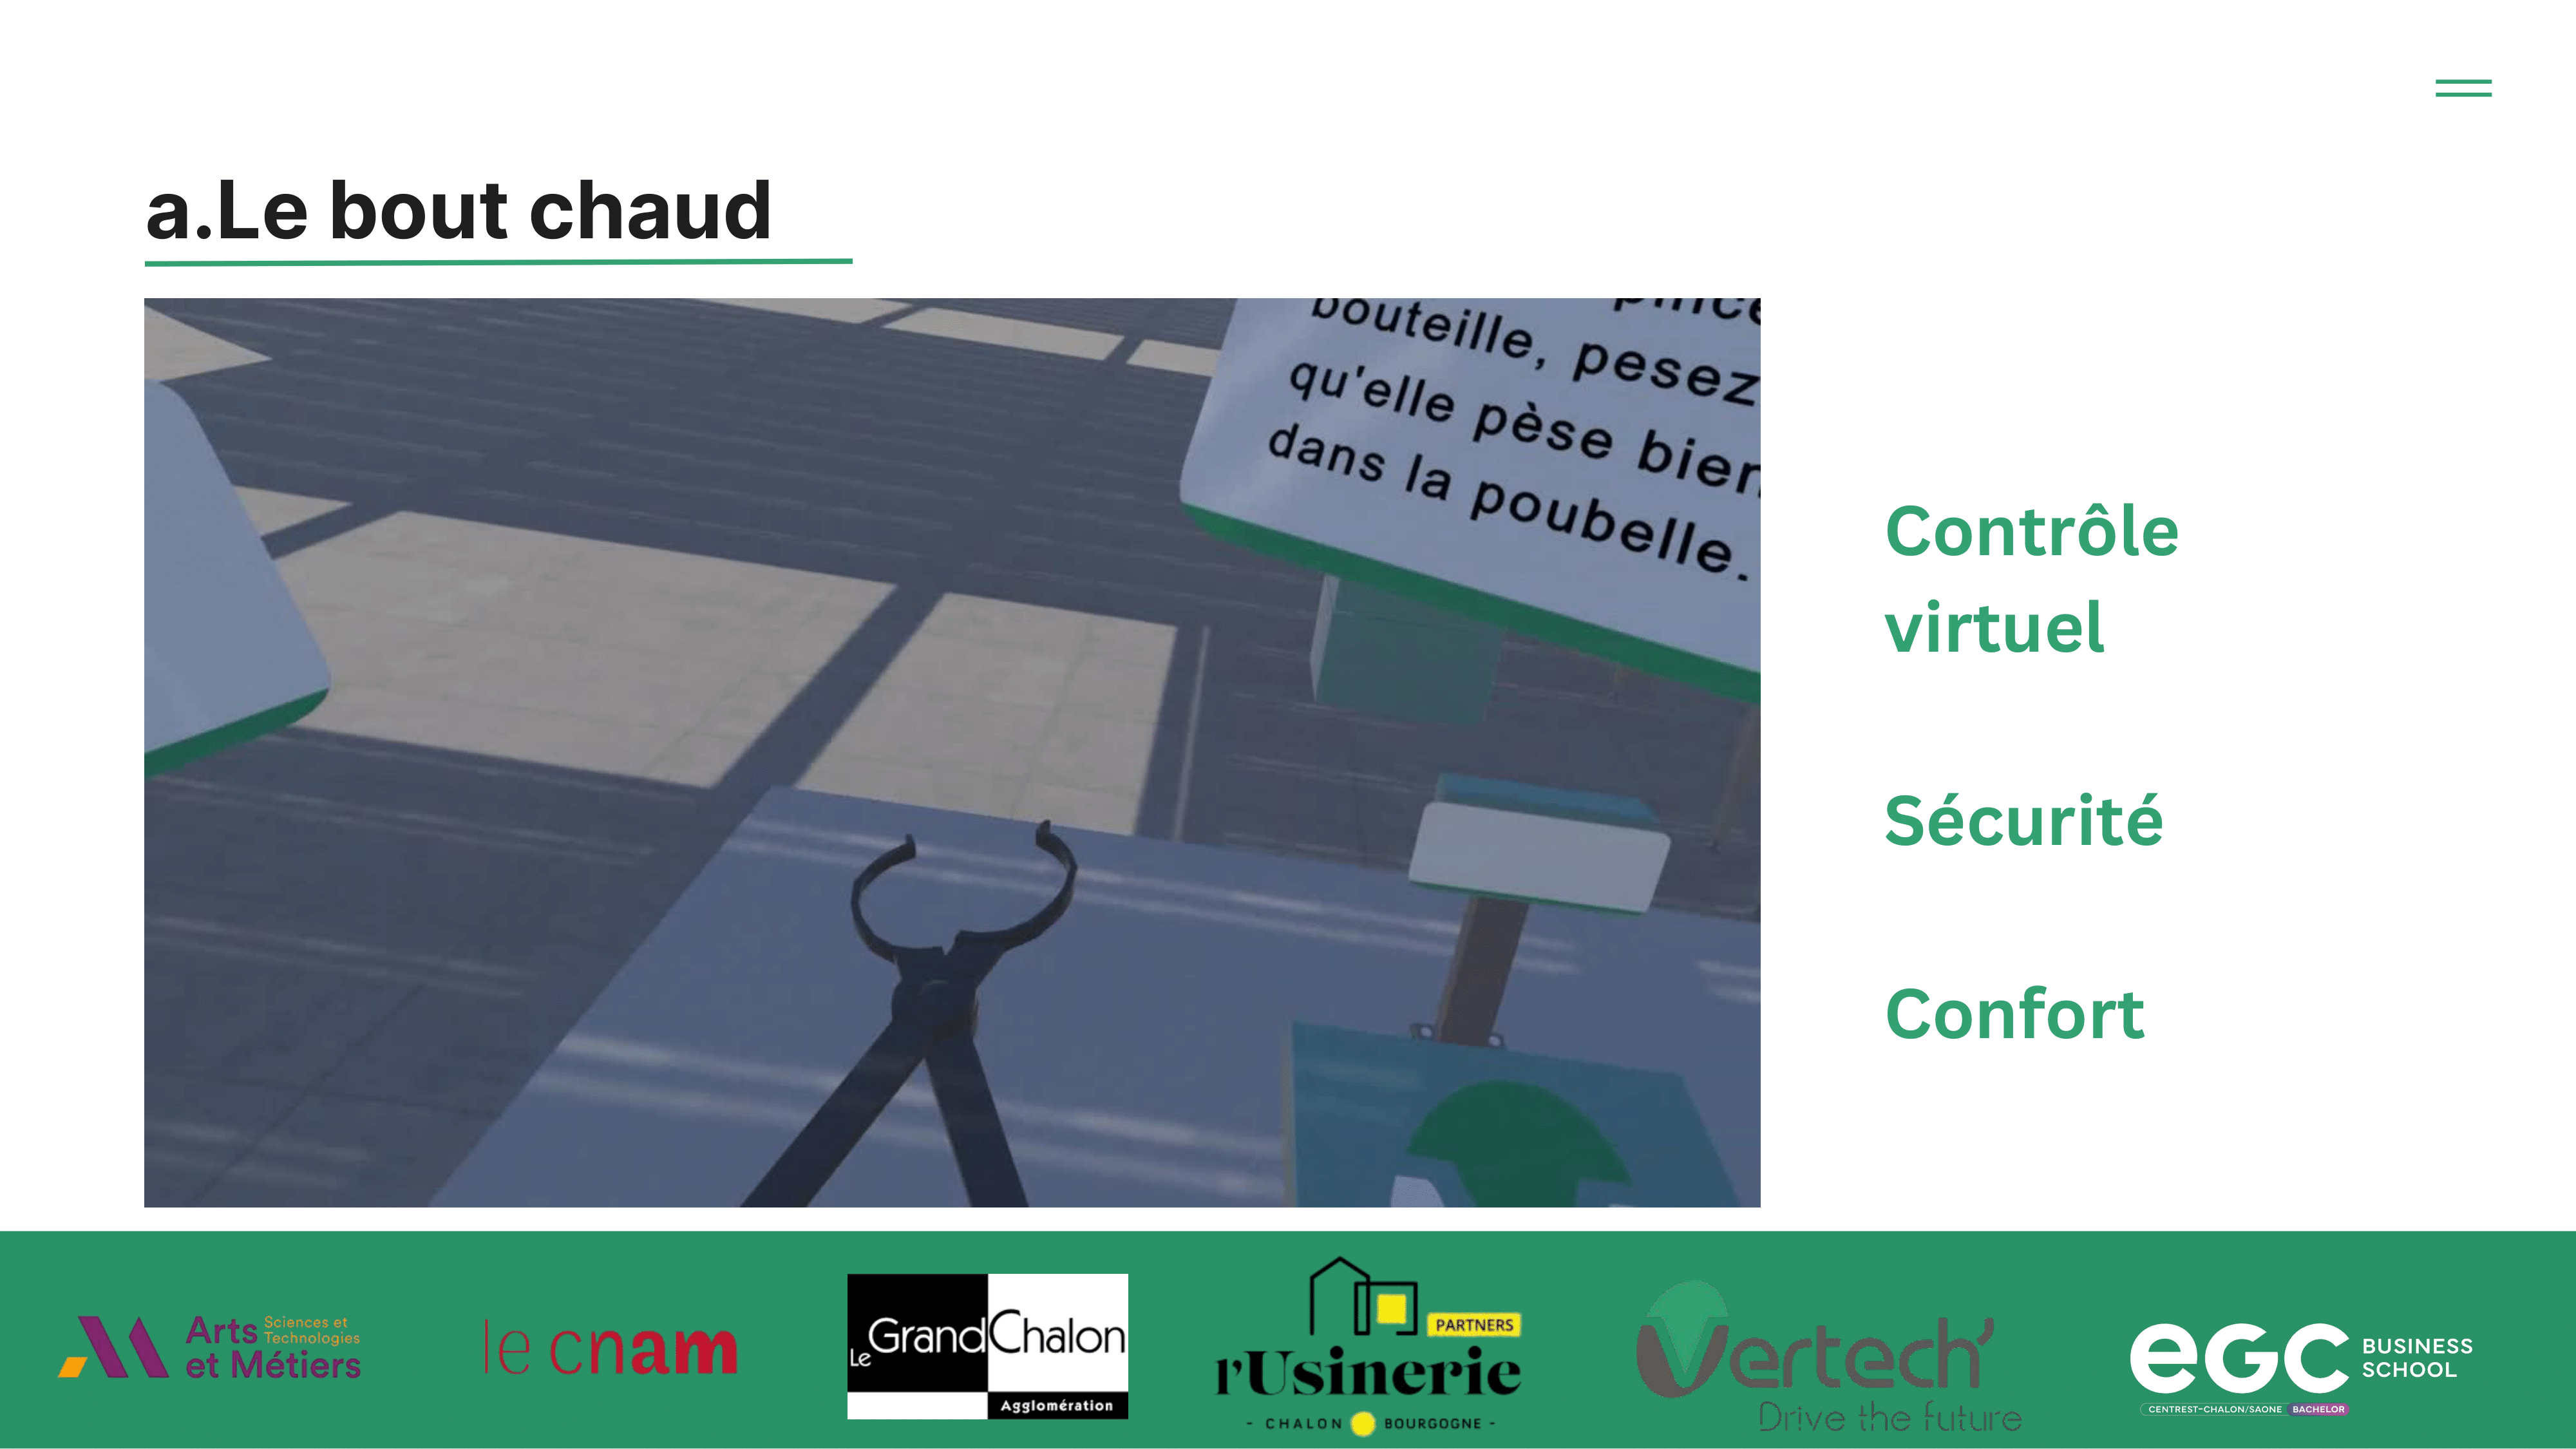 a.Le bout chaud
bouteille, pesez
qu'elle pèse bien
dans la poubelle.
Contrôle
virtuel
Sécurité
Confort
Arts Sciences et
Technologies
et Métiers
le cnam
Le Grand Chalon
Agglomération
PARTNERS
l'Usinerie
- CHALON BOURGOGNE -
Vertech'
Drive the future
eGC BUSINESS
SCHOOL
CENTREST-CHALON/SAONE BACHELOR